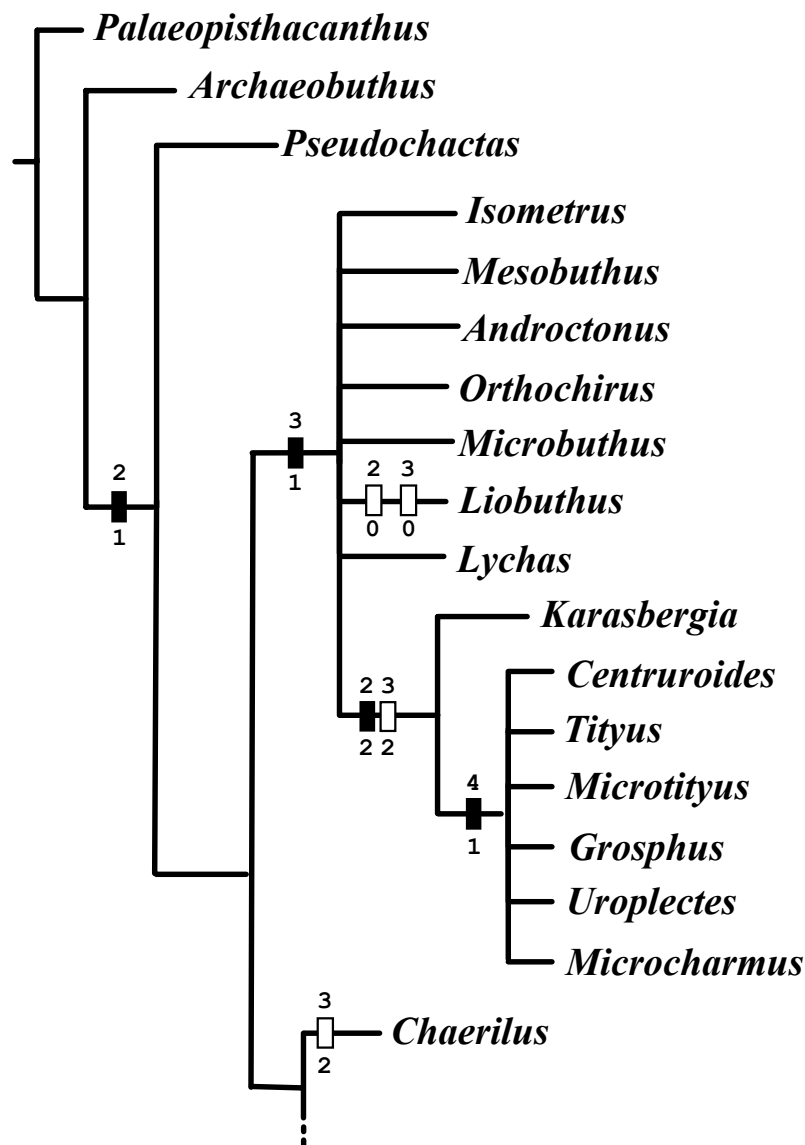 Palaeopisthacanthus
Archaeobuthus
Pseudochactas
Isometrus
Mesobuthus
Androctonus
Orthochirus
3
Microbuthus
1
2 3
2
Liobuthus
1
0 0
Lychas
Karasbergia
Centruroides
2 3
2 2
Tityus
4
Microtityus
1
Grosphus
Uroplectes
Microcharmus
3
Chaerilus
2